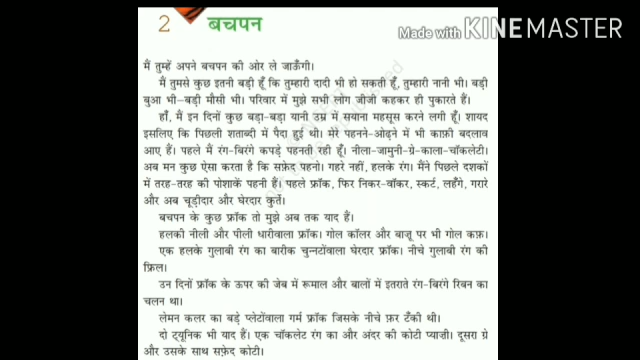 2 बचपन
Made with KINEMASTER
मैं तुम्हें अपने बचपन की ओर ले जाऊँगी।
मैं तुमसे कुछ इतनी बड़ी हूँ कि तुम्हारी दादी भी हो सकती हूँ, तुम्हारी नानी भी। बड़ी
बुआ भी–बड़ी मौसी भी। परिवार में मुझे सभी लोग जीजी कहकर ही पुकारते हैं।
हाँ, मैं इन दिनों कुछ बड़ा-बड़ा यानी उम्र में सयाना महसूस करने लगी हूँ। शायद
इसलिए कि पिछली शताब्दी में पैदा हुई थी। मेरे पहनने-ओढ़ने में भी काफ़ी बदलाव
आए हैं। पहले मैं रंग-बिरंगे कपड़े पहनती रही हूँ। नीला-जामुनी-ग्रे-काला-चॉकलेटी।
अब मन कुछ ऐसा करता है कि सफ़ेद पहनो। गहरे नहीं, हलके रंग। मैंने पिछले दशकों
में तरह-तरह की पोशाकें पहनी हैं। पहले फ्रॉक, फिर निकर-वॉकर, स्कर्ट, लहँगे, गरारे
और अब चूड़ीदार और घेरदार कुर्ते।
बचपन के कुछ फ्रॉक तो मुझे अब तक याद हैं।
हलकी नीली और पीली धारीवाला फ्रॉक। गोल कॉलर और बाजू पर भी गोल कफ़।
एक हलके गुलाबी रंग का बारीक चुन्नटोंवाला घेरदार फ्रॉक। नीचे गुलाबी रंग की
फ़्रिल।
उन दिनों फ्रॉक के ऊपर की जेब में रूमाल और बालों में इतराते रंग-बिरंगे रिबन का
चलन था।
लेमन कलर का बड़े प्लेटोंवाला गर्म फ्रॉक जिसके नीचे फ़र टँकी थी।
दो ट्यूनिक भी याद हैं। एक चॉकलेट रंग का और अंदर की कोटी प्याज़ी। दूसरा ग्रे
और उसके साथ सफ़ेद कोटी।